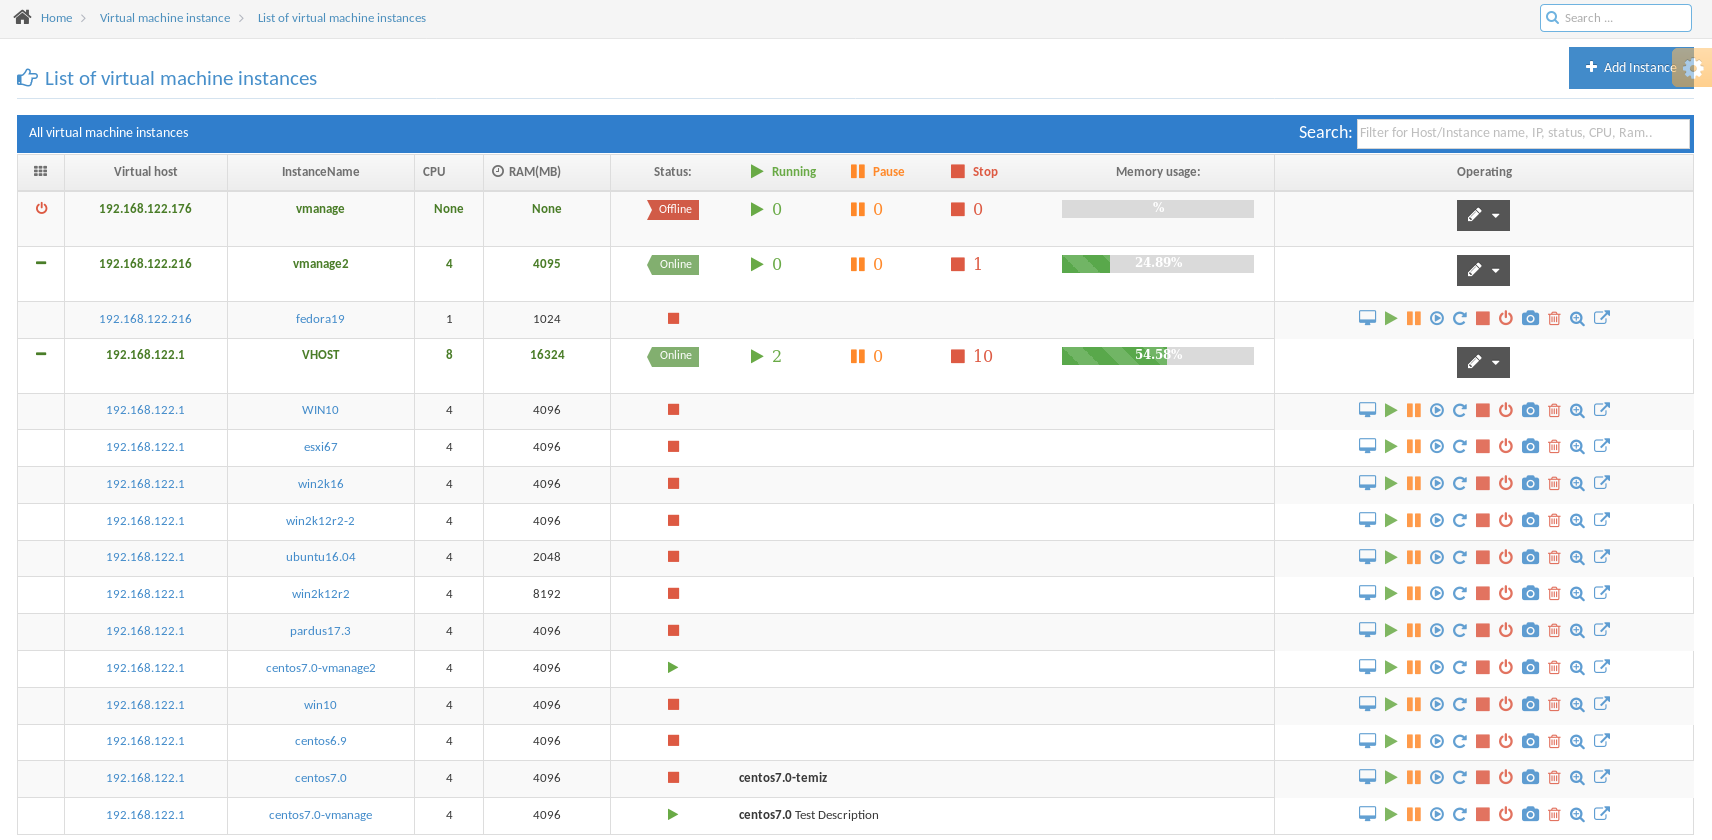 Home Virtual machine instance List of virtual machine instances Search ...
List of virtual machine instances + Add Instance
All virtual machine instances Search: Filter for Host/Instance name, IP, status, CPU, Ram..
Virtual host InstanceName CPU RAM(MB) Status: Running Pause Stop Memory usage: Operating
192.168.122.176 vmanage None None Offline 0 0 0 %
192.168.122.216 vmanage2 4 4095 Online 0 0 1 24.89%
192.168.122.216 fedora19 1 1024
192.168.122.1 VHOST 8 16324 Online 2 0 10 54.58%
192.168.122.1 WIN10 4 4096
192.168.122.1 esxi67 4 4096
192.168.122.1 win2k16 4 4096
192.168.122.1 win2k12r2-2 4 4096
192.168.122.1 ubuntu16.04 4 2048
192.168.122.1 win2k12r2 4 8192
192.168.122.1 pardus17.3 4 4096
192.168.122.1 centos7.0-vmanage2 4 4096
192.168.122.1 win10 4 4096
192.168.122.1 centos6.9 4 4096
192.168.122.1 centos7.0 4 4096 centos7.0-temiz
192.168.122.1 centos7.0-vmanage 4 4096 centos7.0 Test Description